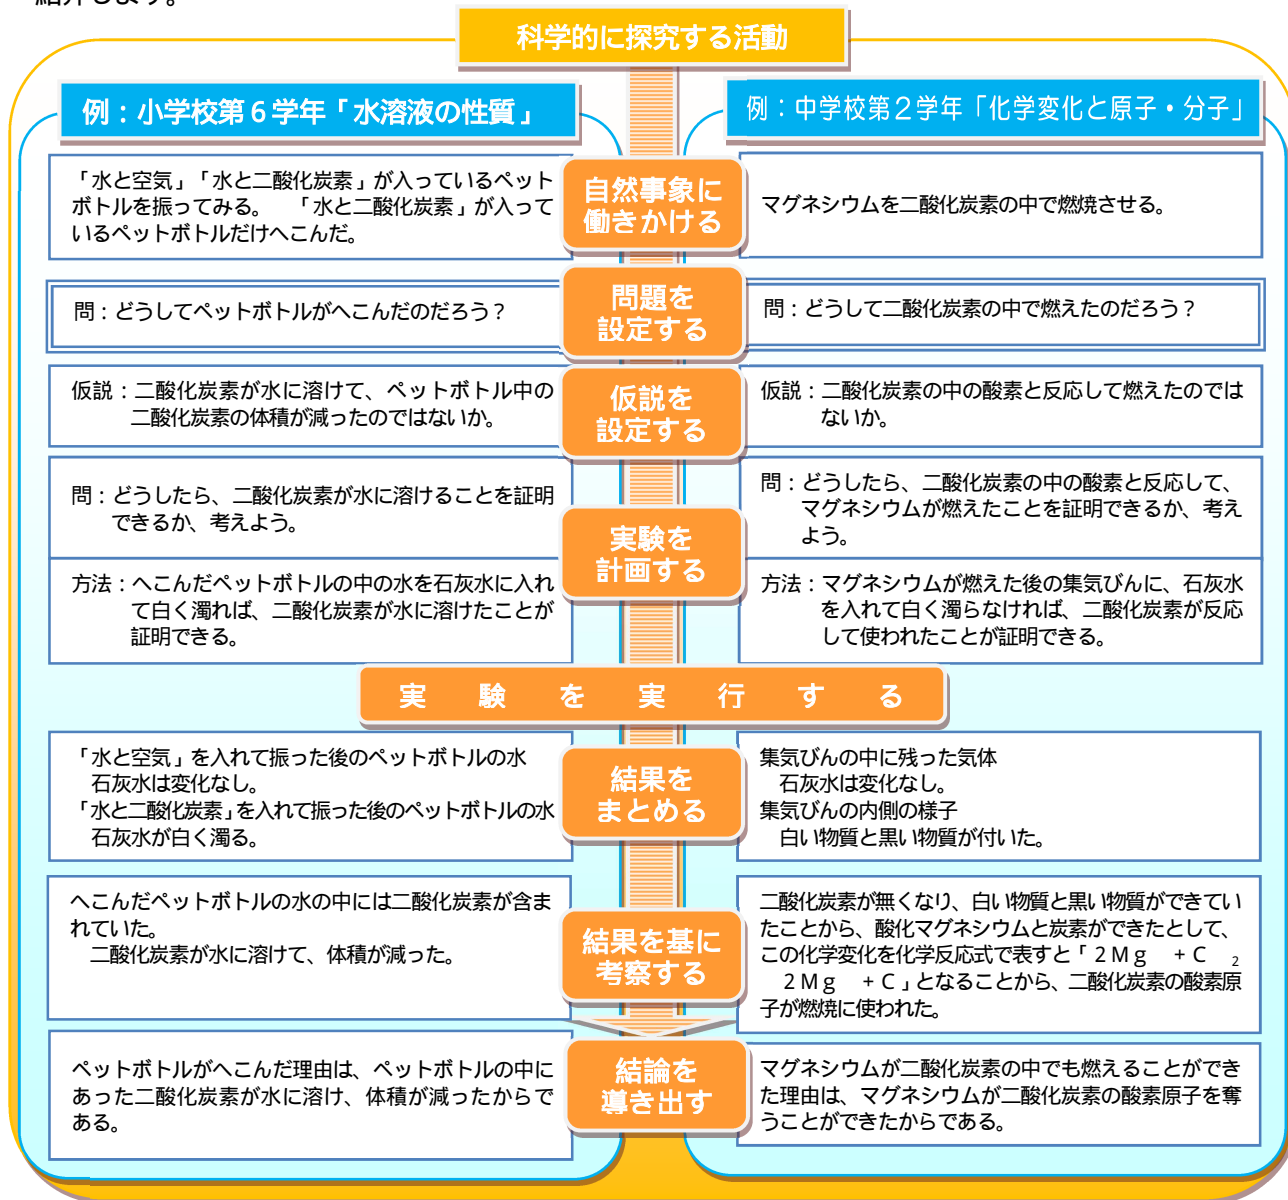 紹介します。
科学的に探究する活動
例：小学校第６学年「水溶液の性質」
例：中学校第２学年「化学変化と原子・分子」
「水と空気」「水と二酸化炭素」が入っているペット
ボトルを振ってみる。　「水と二酸化炭素」が入って
いるペットボトルだけへこんだ。
自然事象に
働きかける
マグネシウムを二酸化炭素の中で燃焼させる。
問：どうしてペットボトルがへこんだのだろう？
問題を
設定する
問：どうして二酸化炭素の中で燃えたのだろう？
仮説：二酸化炭素が水に溶けて、ペットボトル中の
二酸化炭素の体積が減ったのではないか。
仮説を
設定する
仮説：二酸化炭素の中の酸素と反応して燃えたのでは
ないか。
問：どうしたら、二酸化炭素が水に溶けることを証明
できるか、考えよう。
方法：へこんだペットボトルの中の水を石灰水に入れ
て白く濁れば、二酸化炭素が水に溶けたことが
証明できる。
実験を
計画する
問：どうしたら、二酸化炭素の中の酸素と反応して、
マグネシウムが燃えたことを証明できるか、考え
よう。
方法：マグネシウムが燃えた後の集気びんに、石灰水
を入れて白く濁らなければ、二酸化炭素が反応
して使われたことが証明できる。
実験を実行する
「水と空気」を入れて振った後のペットボトルの水
石灰水は変化なし。
「水と二酸化炭素」を入れて振った後のペットボトルの水
石灰水が白く濁る。
結果を
まとめる
集気びんの中に残った気体
石灰水は変化なし。
集気びんの内側の様子
白い物質と黒い物質が付いた。
へこんだペットボトルの水の中には二酸化炭素が含ま
れていた。
二酸化炭素が水に溶けて、体積が減った。
結果を基に
考察する
二酸化炭素が無くなり、白い物質と黒い物質ができてい
たことから、酸化マグネシウムと炭素ができたとして、
この化学変化を化学反応式で表すと「２Ｍｇ　＋Ｃ　₂
２Ｍｇ　＋Ｃ」となることから、二酸化炭素の酸素原
子が燃焼に使われた。
ペットボトルがへこんだ理由は、ペットボトルの中に
あった二酸化炭素が水に溶け、体積が減ったからで
ある。
結論を
導き出す
マグネシウムが二酸化炭素の中でも燃えることができ
た理由は、マグネシウムが二酸化炭素の酸素原子を奪
うことができたからである。